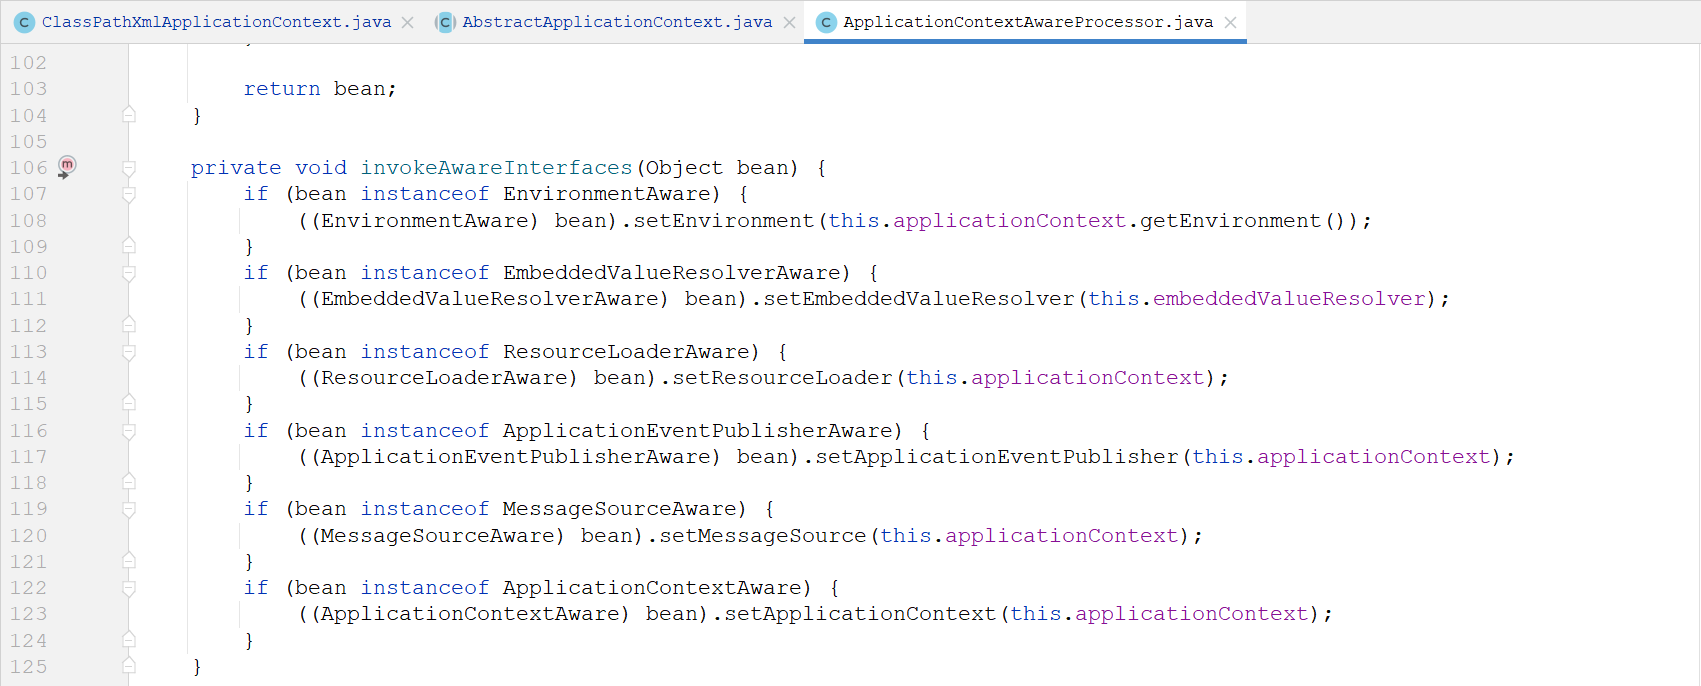 ClassPathXmlApplicationContext.java AbstractApplicationContext.java ApplicationContextAwareProcessor.java
102
103 return bean;
104 }
105
106 private void invokeAwareInterfaces(Object bean) {
107 if (bean instanceof EnvironmentAware) {
108 ((EnvironmentAware) bean).setEnvironment(this.applicationContext.getEnvironment());
109 }
110 if (bean instanceof EmbeddedValueResolverAware) {
111 ((EmbeddedValueResolverAware) bean).setEmbeddedValueResolver(this.embeddedValueResolver);
112 }
113 if (bean instanceof ResourceLoaderAware) {
114 ((ResourceLoaderAware) bean).setResourceLoader(this.applicationContext);
115 }
116 if (bean instanceof ApplicationEventPublisherAware) {
117 ((ApplicationEventPublisherAware) bean).setApplicationEventPublisher(this.applicationContext);
118 }
119 if (bean instanceof MessageSourceAware) {
120 ((MessageSourceAware) bean).setMessageSource(this.applicationContext);
121 }
122 if (bean instanceof ApplicationContextAware) {
123 ((ApplicationContextAware) bean).setApplicationContext(this.applicationContext);
124 }
125 }